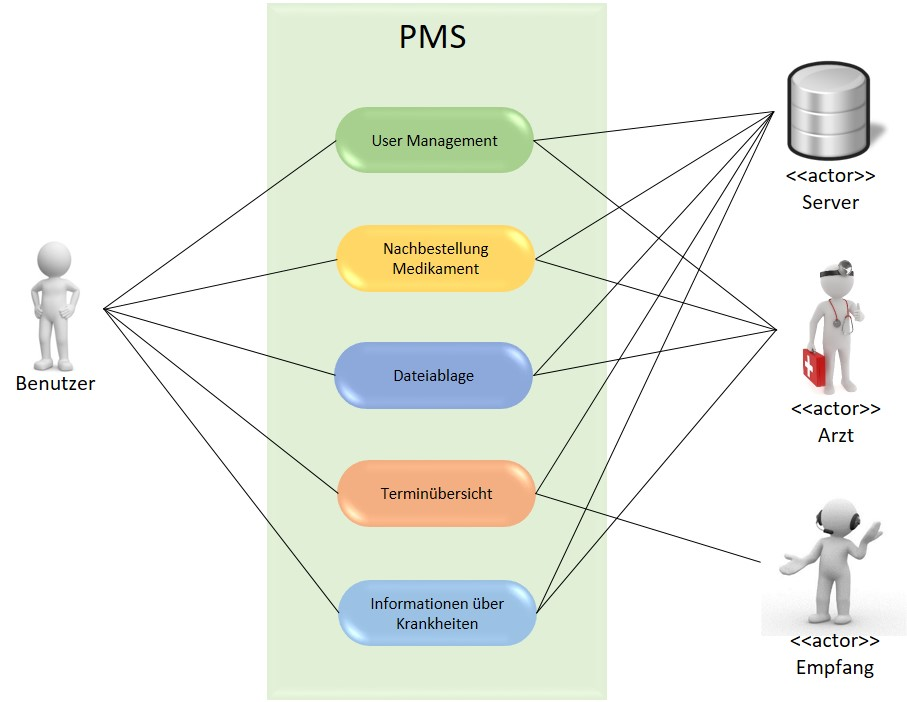 PMS
User Management
Nachbestellung
Medikament
Dateiablage
Terminübersicht
Informationen über
Krankheiten
Benutzer
<<actor>>
Server
<<actor>>
Arzt
<<actor>>
Empfang